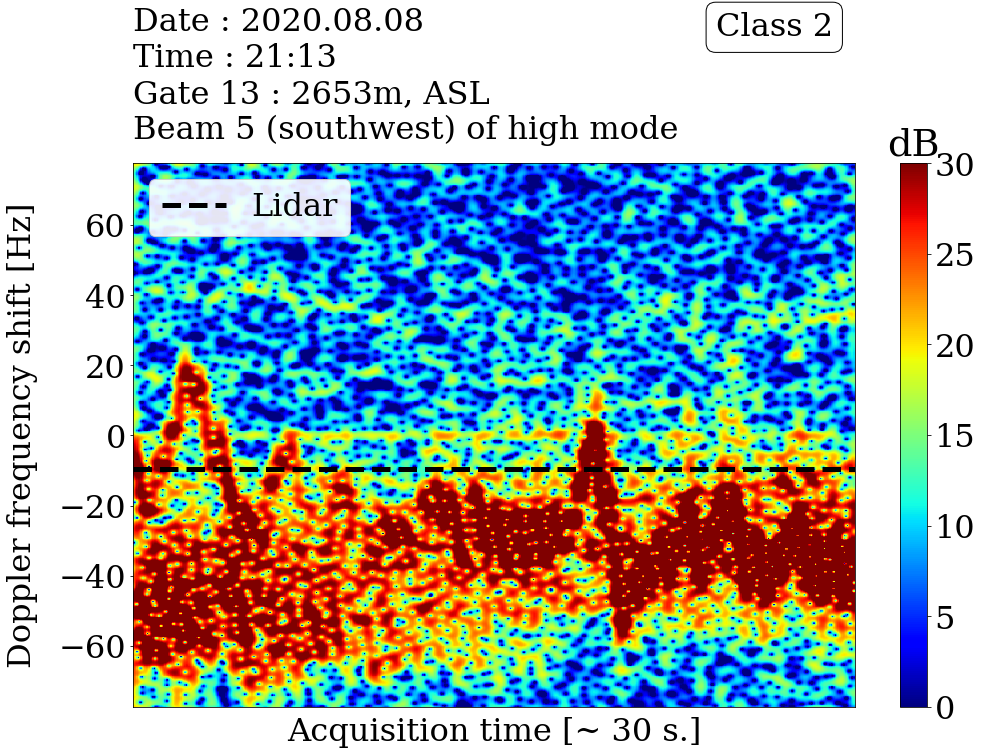 Date : 2020.08.08
Time : 21:13
Gate 13 : 2653m, ASL
Beam 5 (southwest) of high mode
Class 2
dB
Lidar
Doppler frequency shift [Hz]
60
40
20
0
−20
−40
−60
Acquisition time [~ 30 s.]
30
25
20
15
10
5
0